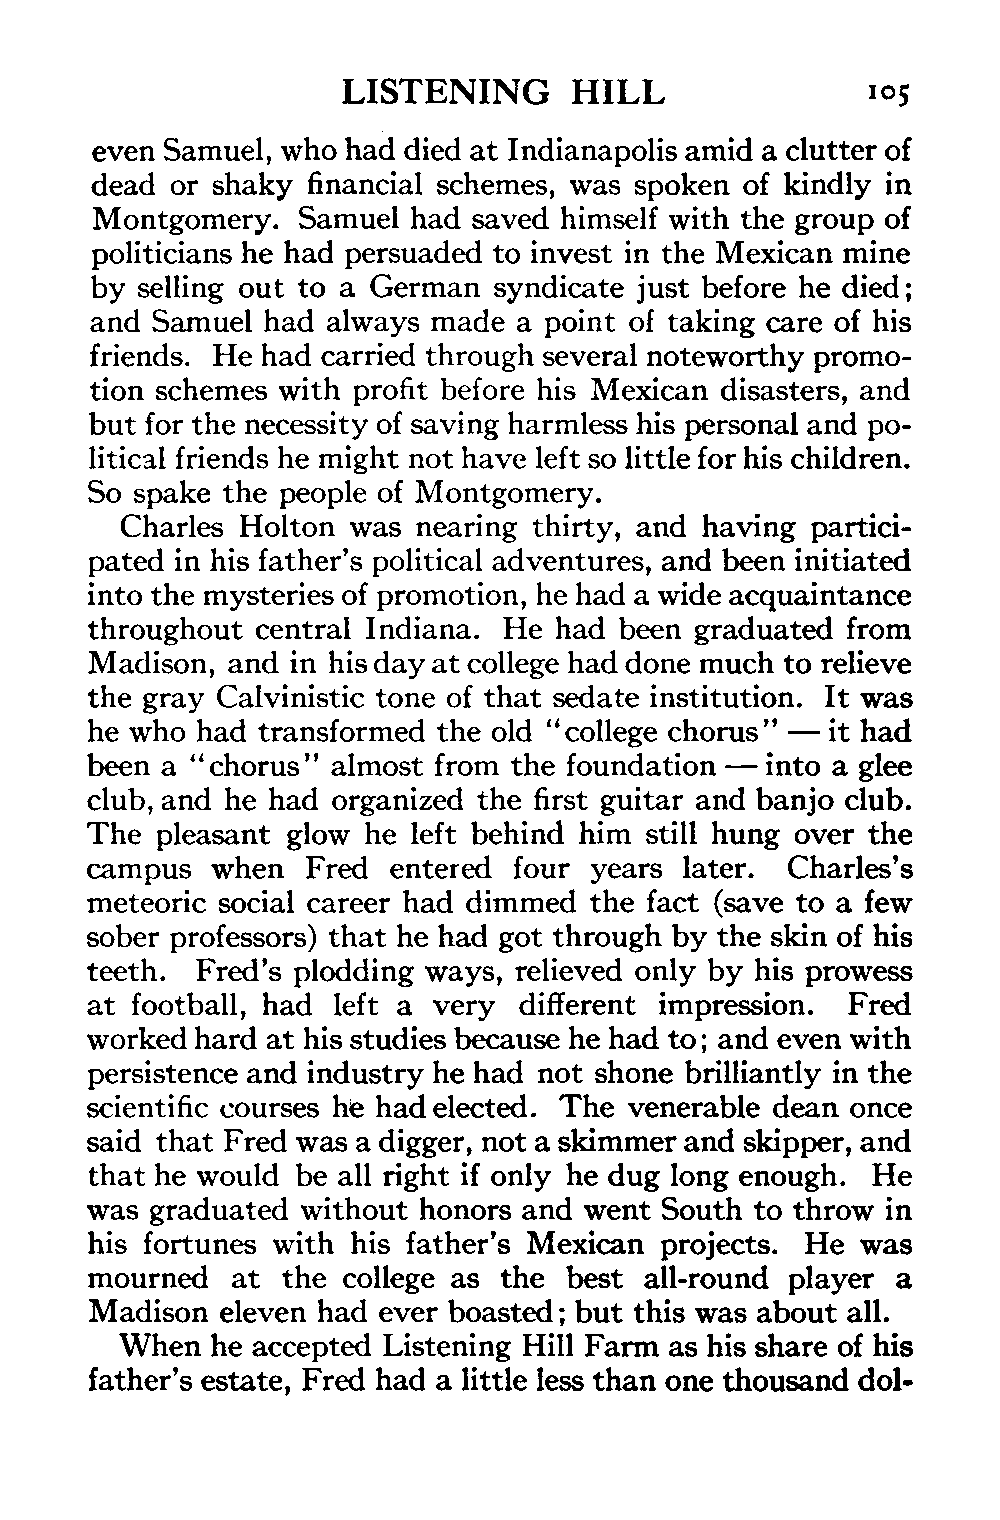 LISTENING HILL 105
even Samuel, who had died at Indianapolis amid a clutter of
dead or shaky financial schemes, was spoken of kindly in
Montgomery. Samuel had saved himself with the group of
politicians he had persuaded to invest in the Mexican mine
by selling out to a German syndicate just before he died;
and Samuel had always made a point of taking care of his
friends. He had carried through several noteworthy promo-
tion schemes with profit before his Mexican disasters, and
but for the necessity of saving harmless his personal and po-
litical friends he might not have left so little for his children.
So spake the people of Montgomery.
Charles Holton was nearing thirty, and having partici-
pated in his father's political adventures, and been initiated
into the mysteries of promotion, he had a wide acquaintance
throughout central Indiana. He had been graduated from
Madison, and in his day at college had done much to relieve
the gray Calvinistic tone of that sedate institution. It was
he who had transformed the old "college chorus" — it had
been a "chorus" almost from the foundation — into a glee
club, and he had organized the first guitar and banjo club.
The pleasant glow he left behind him still hung over the
campus when Fred entered four years later. Charles's
meteoric social career had dimmed the fact (save to a few
sober professors) that he had got through by the skin of his
teeth. Fred's plodding ways, relieved only by his prowess
at football, had left a very different impression. Fred
worked hard at his studies because he had to; and even with
persistence and industry he had not shone brilliantly in the
scientific courses he had elected. The venerable dean once
said that Fred was a digger, not a skimmer and skipper, and
that he would be all right if only he dug long enough. He
was graduated without honors and went South to throw in
his fortunes with his father's Mexican projects. He was
mourned at the college as the best all-round player a
Madison eleven had ever boasted; but this was about all.
When he accepted Listening Hill Farm as his share of his
father's estate, Fred had a little less than one thousand dol-